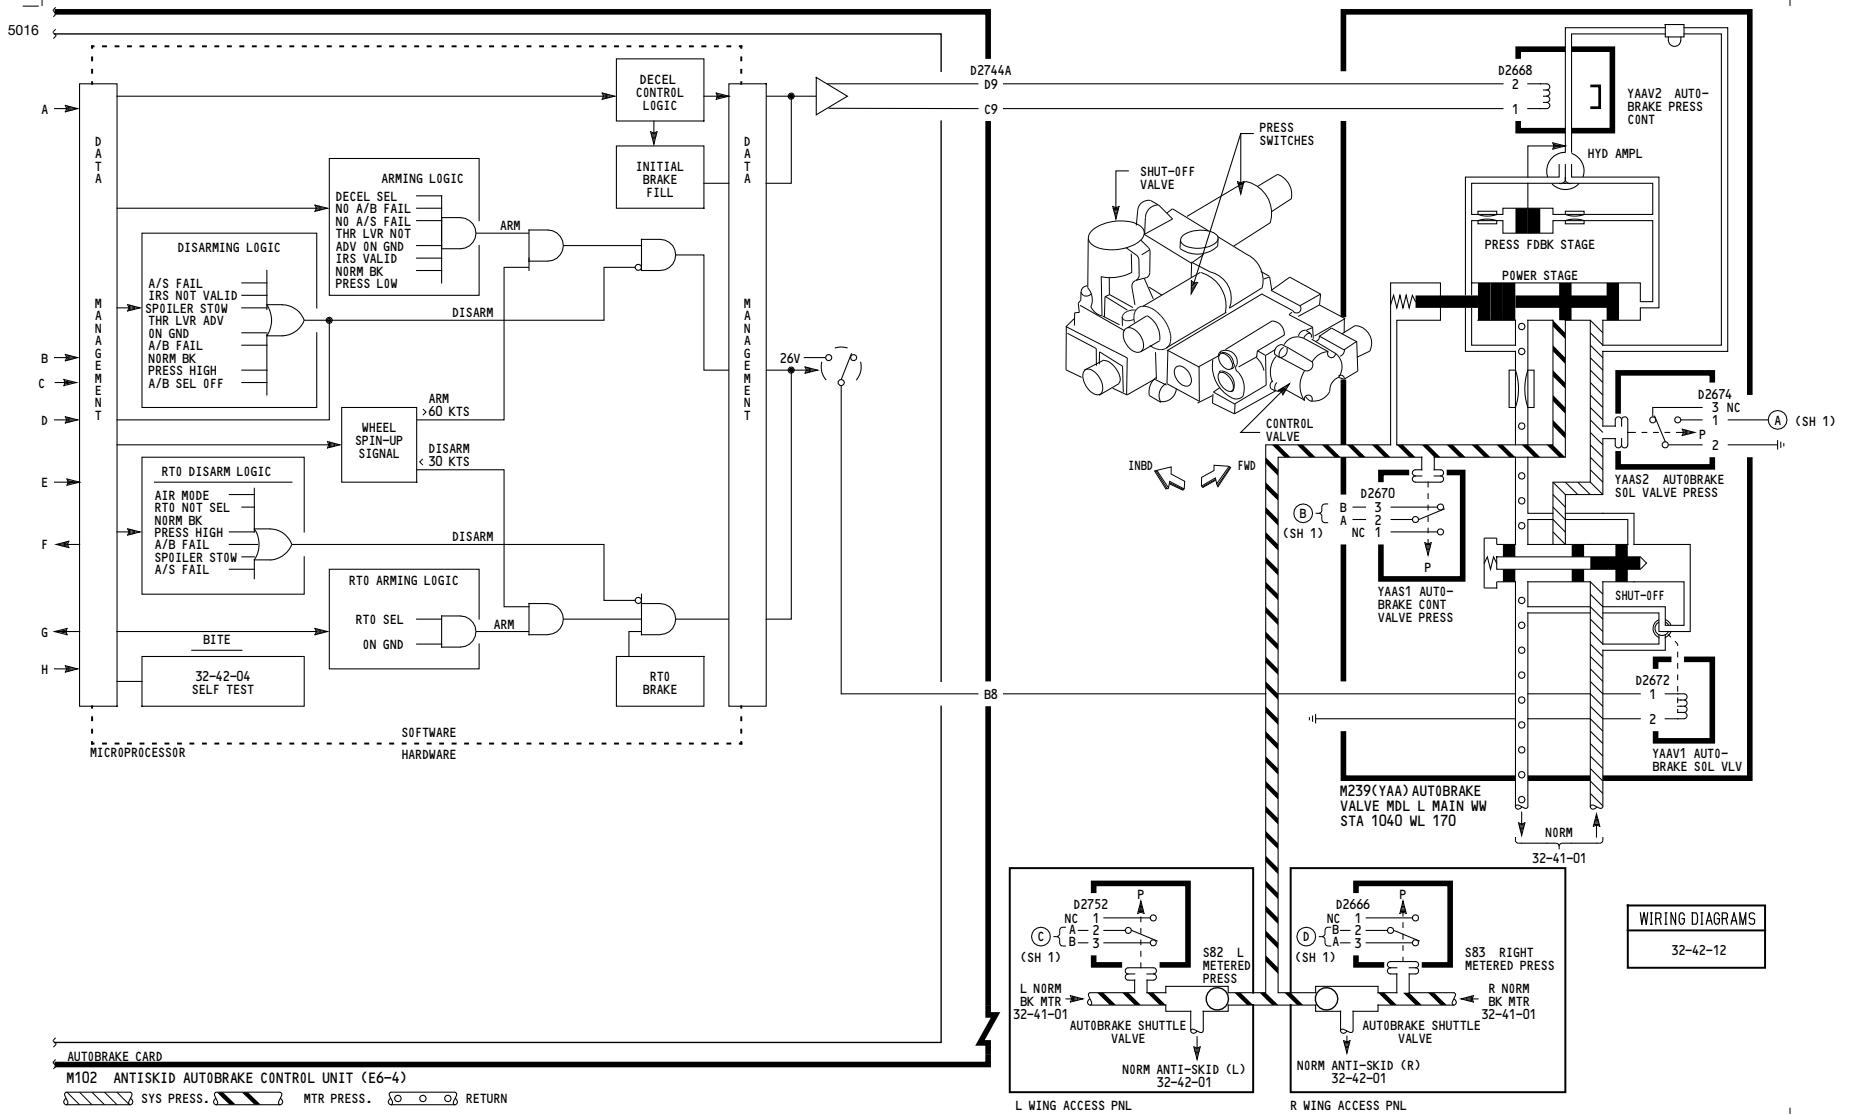 5016
A
B
C
D
E
F
G
H
DATA MANAGEMENT
DISARMING LOGIC
A/S FAIL
IRS NOT VALID
SPOILER STOW
THR LVR ADV
ON GND
A/B FAIL
NORM BK
PRESS HIGH
A/B SEL OFF
RTO DISARM LOGIC
AIR MODE
RTO NOT SEL
NORM BK
PRESS HIGH
A/B FAIL
SPOILER STOW
A/S FAIL
BITE
32-42-04
SELF TEST
ARMING LOGIC
DECEL SEL
NO A/B FAIL
NO A/S FAIL
THR LVR NOT
ADV ON GND
IRS VALID
NORM BK
PRESS LOW
ARM
DISARM
WHEEL
SPIN-UP
SIGNAL
ARM
>60 KTS
DISARM
< 30 KTS
DISARM
RTO ARMING LOGIC
RTO SEL
ON GND
ARM
DECEL
CONTROL
LOGIC
INITIAL
BRAKE
FILL
RTO
BRAKE
DATA MANAGEMENT
26V
MICROPROCESSOR
SOFTWARE
HARDWARE
D2744A
D9
C9
B8
PRESS
SWITCHES
SHUT-OFF
VALVE
CONTROL
VALVE
INBD
FWD
D2668
2
1
YAAV2 AUTO-
BRAKE PRESS
CONT
HYD AMPL
PRESS FDBK STAGE
POWER STAGE
D2674
3 NC
1
P
2
A (SH 1)
YAAS2 AUTOBRAKE
SOL VALVE PRESS
D2670
B 3
A 2
NC 1
B
(SH 1)
P
YAAS1 AUTO-
BRAKE CONT
VALVE PRESS
SHUT-OFF
D2672
1
2
YAAV1 AUTO-
BRAKE SOL VLV
M239(YAA) AUTOBRAKE
VALVE MDL L MAIN WW
STA 1040 WL 170
NORM
32-41-01
P
D2752
NC 1
A 2
B 3
C
(SH 1)
S82 L
METERED
PRESS
L NORM
BK MTR
32-41-01
AUTOBRAKE SHUTTLE
VALVE
NORM ANTI-SKID (L)
32-42-01
L WING ACCESS PNL
P
D2666
NC 1
B 2
A 3
D
(SH 1)
S83 RIGHT
METERED PRESS
R NORM
BK MTR
32-41-01
AUTOBRAKE SHUTTLE
VALVE
NORM ANTI-SKID (R)
32-42-01
R WING ACCESS PNL
WIRING DIAGRAMS
32-42-12
AUTOBRAKE CARD
M102 ANTISKID AUTOBRAKE CONTROL UNIT (E6-4)
SYS PRESS.
MTR PRESS.
RETURN